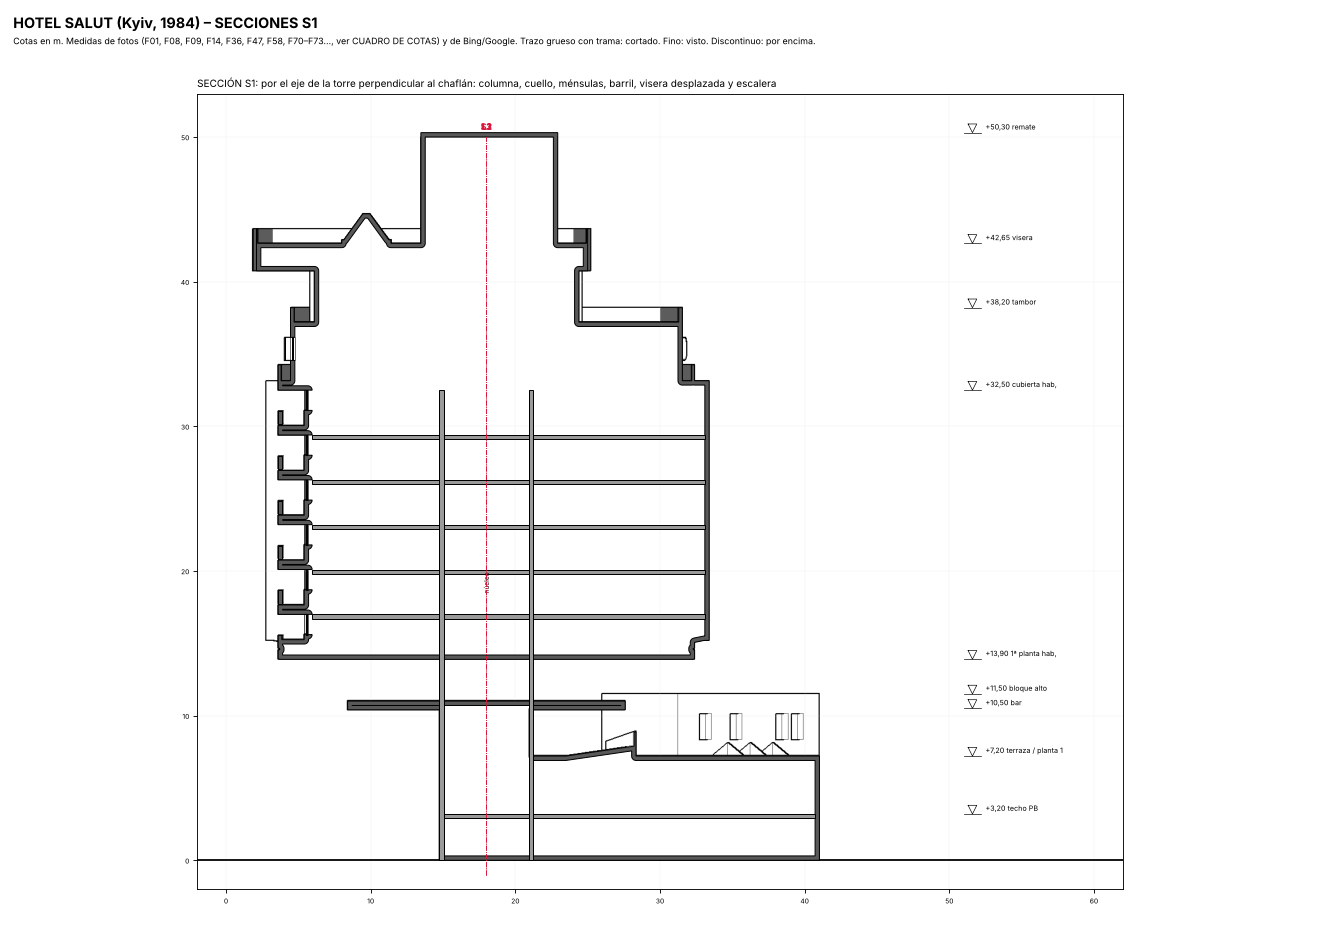 HOTEL SALUT (Kyiv, 1984) – SECCIONES S1
Cotas en m. Medidas de fotos (F01, F08, F09, F14, F36, F47, F58, F70–F73..., ver CUADRO DE COTAS) y de Bing/Google. Trazo grueso con trama: cortado. Fino: visto. Discontinuo: por encima.
SECCIÓN S1: por el eje de la torre perpendicular al chaflán: columna, cuello, ménsulas, barril, visera desplazada y escalera
+50,30 remate
50
+42,65 visera
40
+38,20 tambor
+32,50 cubierta hab,
30
20
núcleo
+13,90 1ª planta hab,
+11,50 bloque alto
+10,50 bar
10
+7,20 terraza / planta 1
+3,20 techo PB
0
0 10 20 30 40 50 60